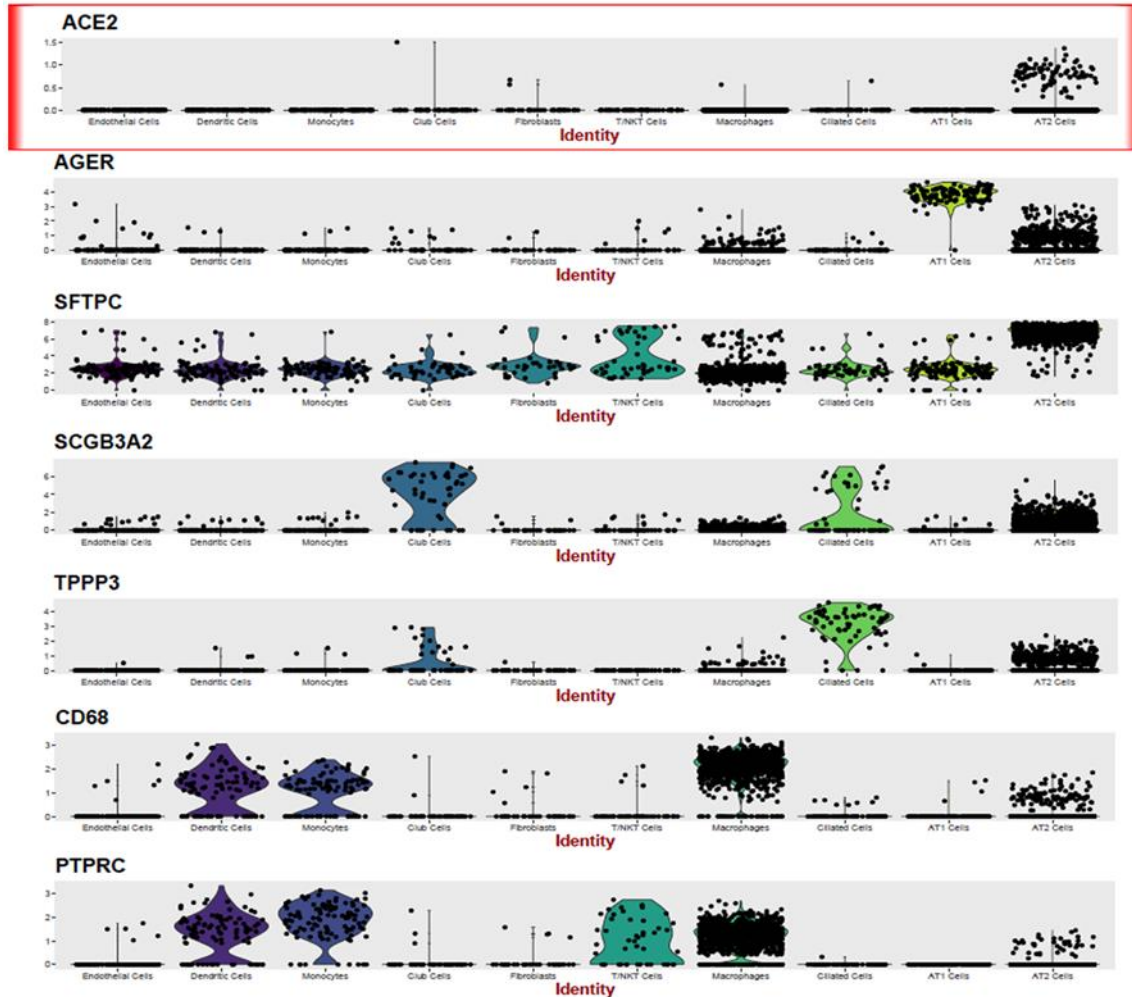 ACE2
1.5
1.0
0.5
0.0
Endothelial Cells Dendritic Cells Monocytes Club Cells Fibroblasts T/NKT Cells Macrophages Ciliated Cells AT1 Cells AT2 Cells
Identity
AGER
4
3
2
1
0
Endothelial Cells Dendritic Cells Monocytes Club Cells Fibroblasts T/NKT Cells Macrophages Ciliated Cells AT1 Cells AT2 Cells
Identity
SFTPC
8
6
4
2
0
Endothelial Cells Dendritic Cells Monocytes Club Cells Fibroblasts T/NKT Cells Macrophages Ciliated Cells AT1 Cells AT2 Cells
Identity
SCGB3A2
6
4
2
0
Endothelial Cells Dendritic Cells Monocytes Club Cells Fibroblasts T/NKT Cells Macrophages Ciliated Cells AT1 Cells AT2 Cells
Identity
TPPP3
4
3
2
1
0
Endothelial Cells Dendritic Cells Monocytes Club Cells Fibroblasts T/NKT Cells Macrophages Ciliated Cells AT1 Cells AT2 Cells
Identity
CD68
3
2
1
0
Endothelial Cells Dendritic Cells Monocytes Club Cells Fibroblasts T/NKT Cells Macrophages Ciliated Cells AT1 Cells AT2 Cells
Identity
PTPRC
3
2
1
0
Endothelial Cells Dendritic Cells Monocytes Club Cells Fibroblasts T/NKT Cells Macrophages Ciliated Cells AT1 Cells AT2 Cells
Identity